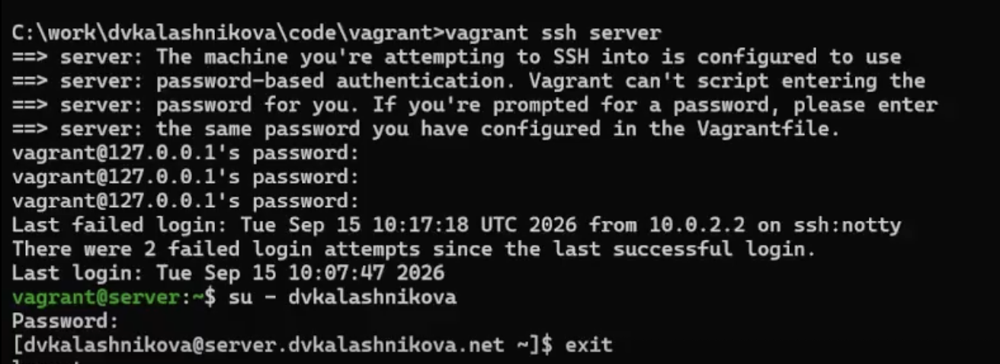 C:\work\dvkalashnikova\code\vagrant>vagrant ssh server
==> server: The machine you're attempting to SSH into is configured to use
==> server: password-based authentication. Vagrant can't script entering the
==> server: password for you. If you're prompted for a password, please enter
==> server: the same password you have configured in the Vagrantfile.
vagrant@127.0.0.1's password:
vagrant@127.0.0.1's password:
vagrant@127.0.0.1's password:
Last failed login: Tue Sep 15 10:17:18 UTC 2026 from 10.0.2.2 on ssh:notty
There were 2 failed login attempts since the last successful login.
Last login: Tue Sep 15 10:07:47 2026
vagrant@server:~$ su - dvkalashnikova
Password:
[dvkalashnikova@server.dvkalashnikova.net ~]$ exit